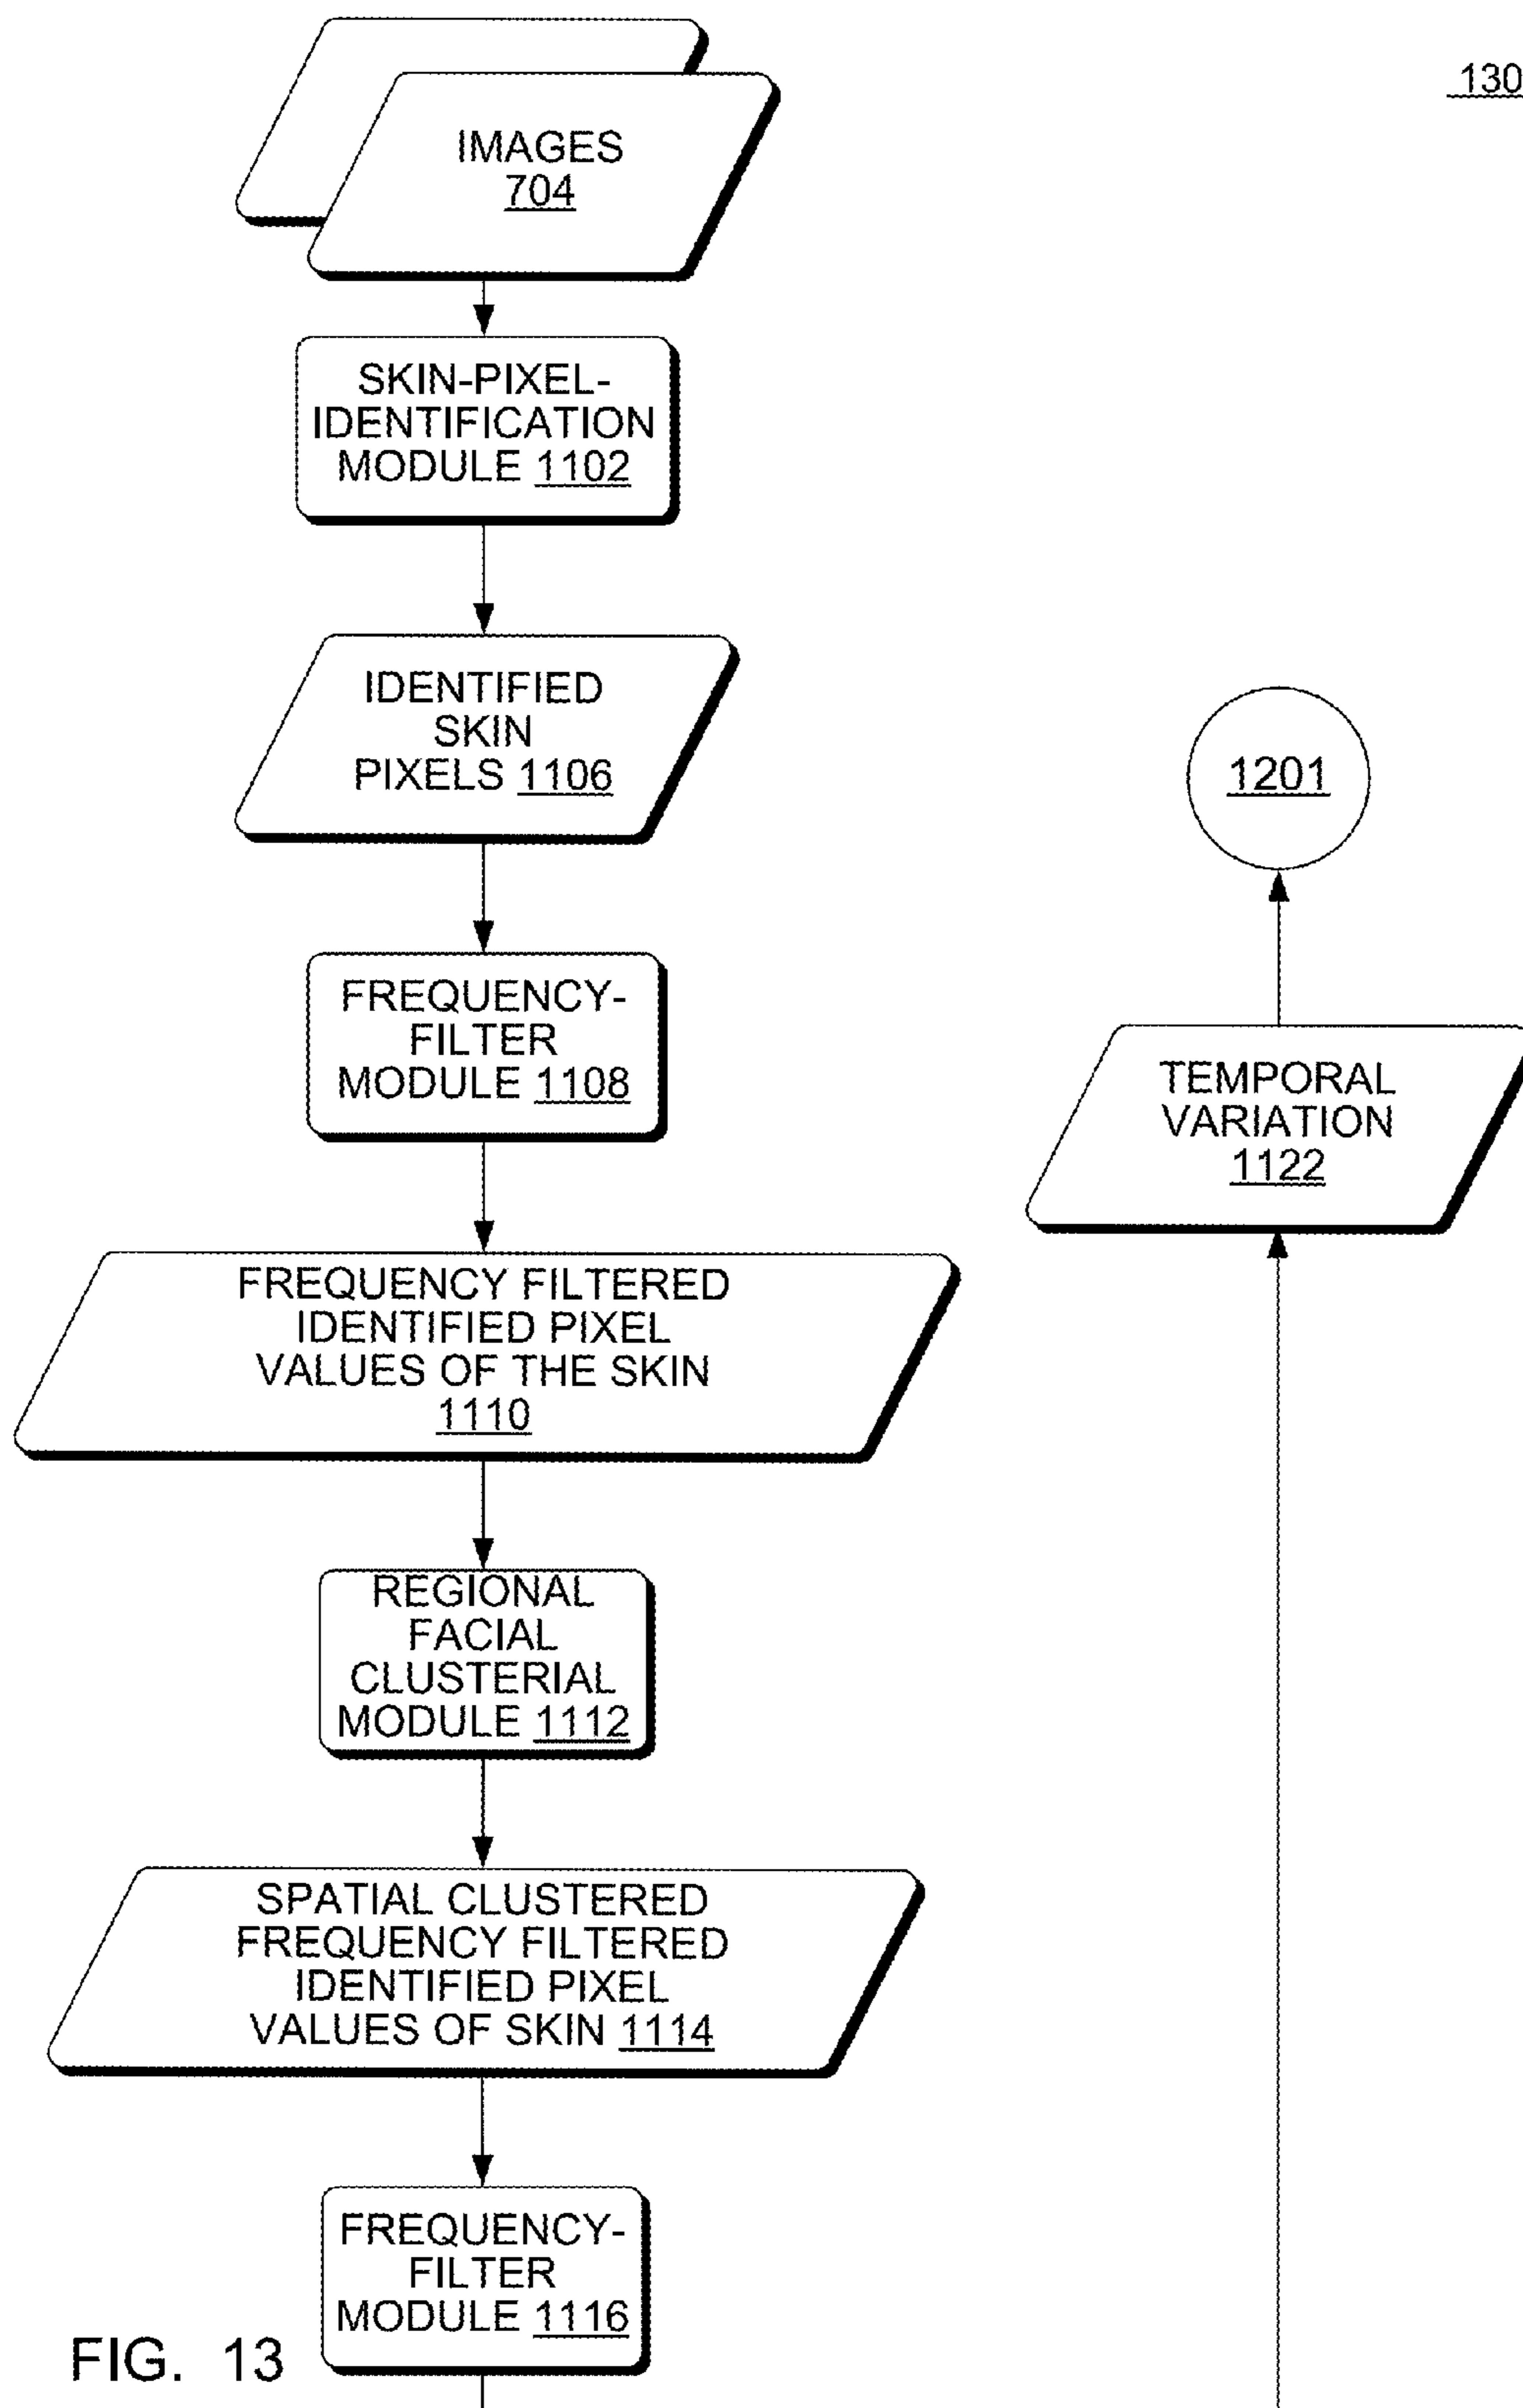 130
IMAGES
704
SKIN-PIXEL-
IDENTIFICATION
MODULE 1102
IDENTIFIED
SKIN
PIXELS 1106
FREQUENCY-
FILTER
MODULE 1108
FREQUENCY FILTERED
IDENTIFIED PIXEL
VALUES OF THE SKIN
1110
REGIONAL
FACIAL
CLUSTERIAL
MODULE 1112
SPATIAL CLUSTERED
FREQUENCY FILTERED
IDENTIFIED PIXEL
VALUES OF SKIN 1114
FREQUENCY-
FILTER
MODULE 1116
1201
TEMPORAL
VARIATION
1122
FIG. 13